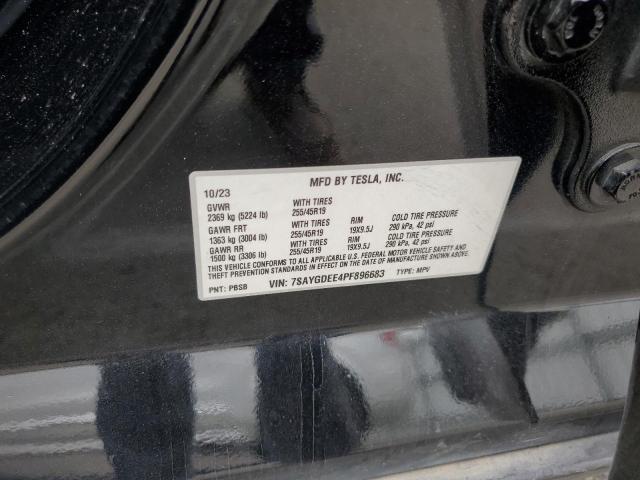 MFD BY TESLA, INC.
10/23
GVWR WITH TIRES
2369 kg (5224 lb) 255/45R19
GAWR FRT WITH TIRES RIM COLD TIRE PRESSURE
1363 kg (3004 lb) 255/45R19 19X9.5J 290 kPa, 42 psi
GAWR RR WITH TIRES RIM COLD TIRE PRESSURE
1500 kg (3306 lb) 255/45R19 19X9.5J 290 kPa, 42 psi
THIS VEHICLE CONFORMS TO ALL APPLICABLE U.S. FEDERAL MOTOR VEHICLE SAFETY AND
THEFT PREVENTION STANDARDS IN EFFECT ON THE DATE OF MANUFACTURE SHOWN ABOVE.
PNT: PBSB VIN: 7SAYGDEE4PF896683 TYPE: MPV